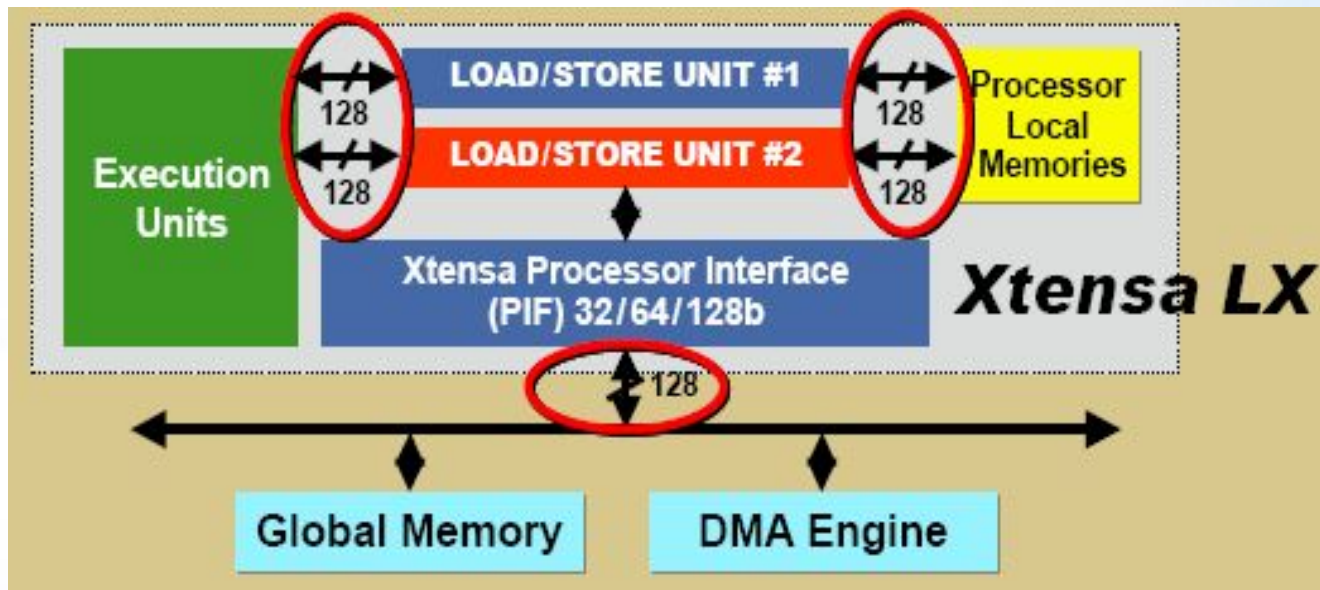 Execution
Units
128
128
LOAD/STORE UNIT #1
LOAD/STORE UNIT #2
128
128
Processor
Local
Memories
Xtensa Processor Interface
(PIF) 32/64/128b
Xtensa LX
128
Global Memory
DMA Engine